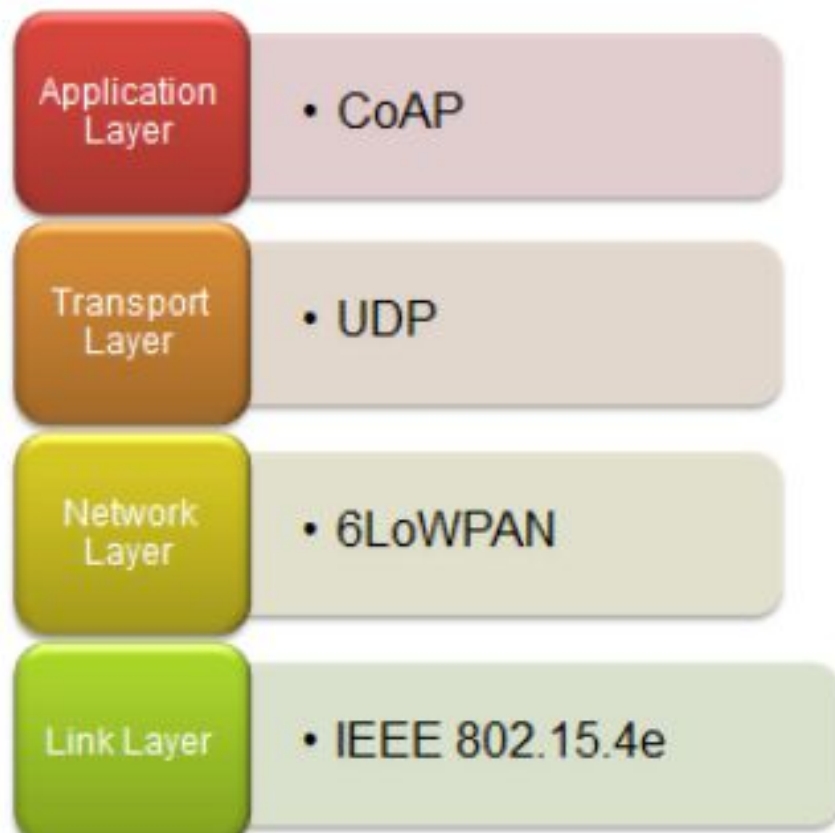 Application
Layer
• CoAP
Transport
Layer
• UDP
Network
Layer
• 6LoWPAN
Link Layer
• IEEE 802.15.4e